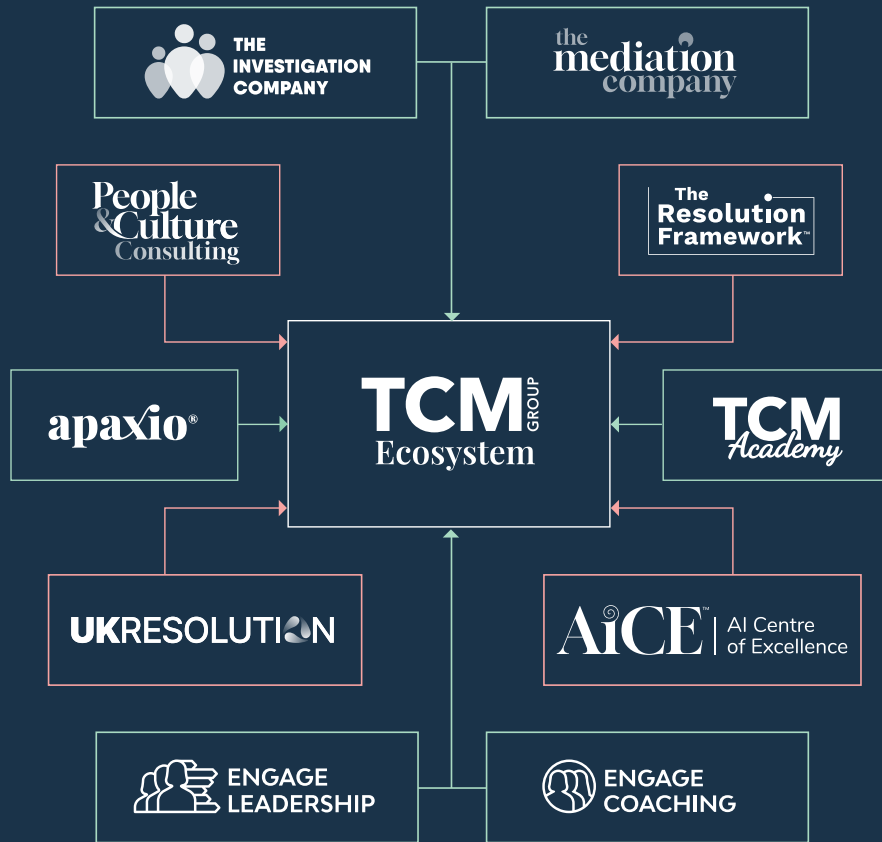 THE
INVESTIGATION
COMPANY
the
mediation
company
People
&Culture
Consulting
The
Resolution
Framework™
apaxio®
TCM GROUP
Ecosystem
TCM
Academy
UKRESOLUTION
AiCE™
AI Centre
of Excellence
ENGAGE
LEADERSHIP
ENGAGE
COACHING